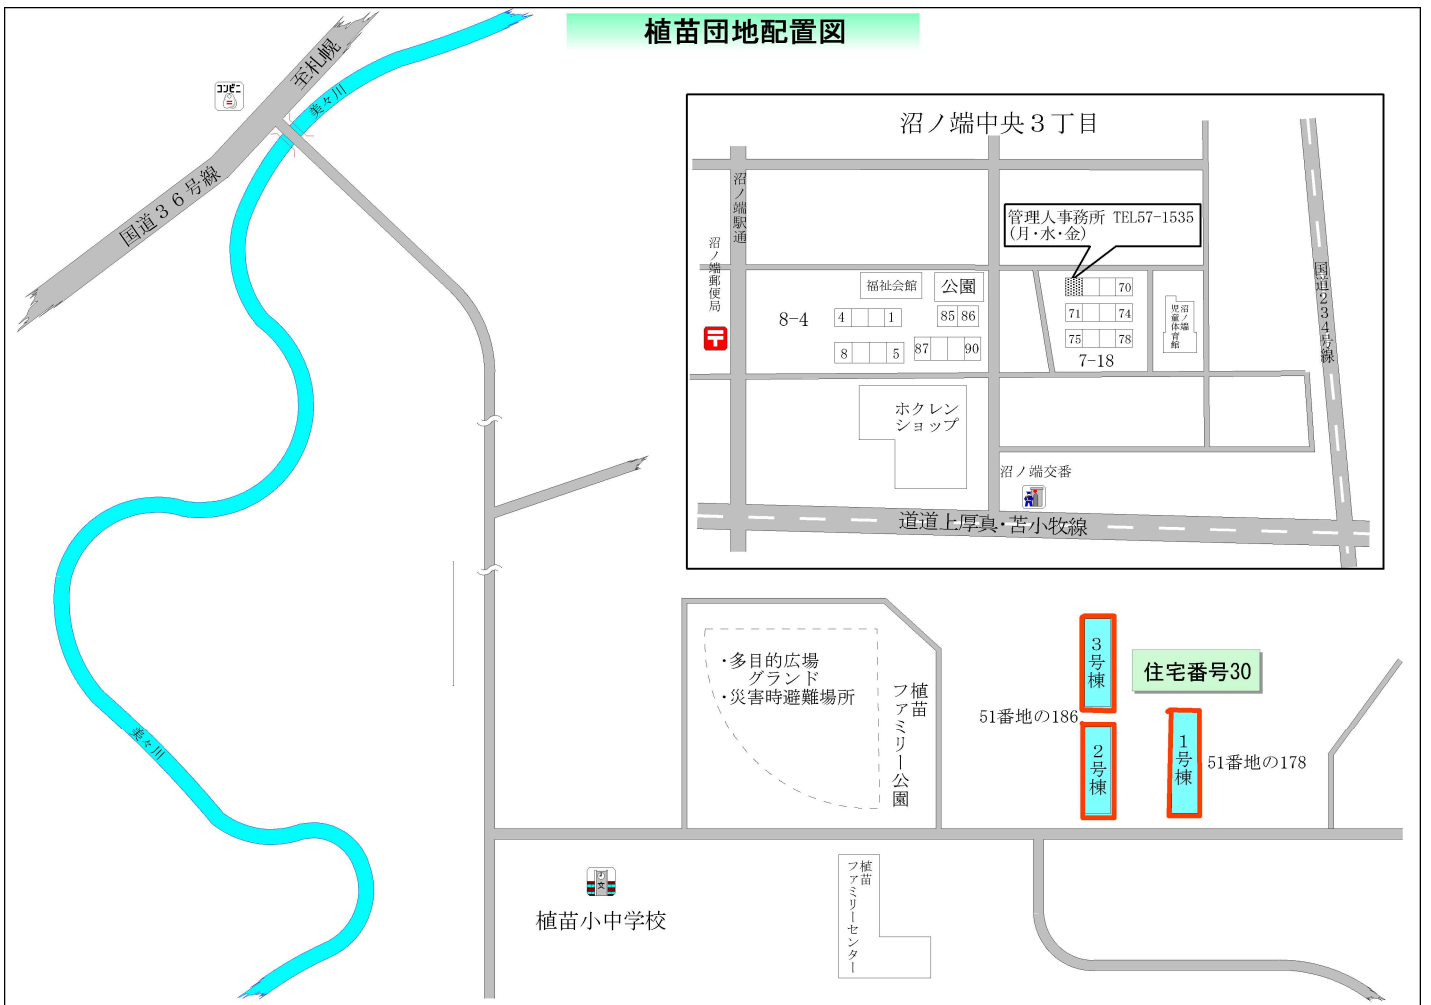 植苗団地配置図
至札幌
コンビニ
美々川
国道３６号線
沼ノ端中央３丁目
沼ノ端駅通
管理人事務所 TEL57-1535
(月・水・金)
沼ノ端郵便局
福祉会館
公園
70
8-4
4 1
85 86
71 74
沼ノ端
児童体育館
8 5
87 90
75 78
7-18
国道234号線
ホクレン
ショップ
沼ノ端交番
道道上厚真・苫小牧線
・多目的広場
グランド
・災害時避難場所
植苗
ファミリー公園
3号棟
住宅番号30
51番地の186
2号棟
1号棟
51番地の178
美々川
文
植苗小中学校
植苗
ファミリーセンター